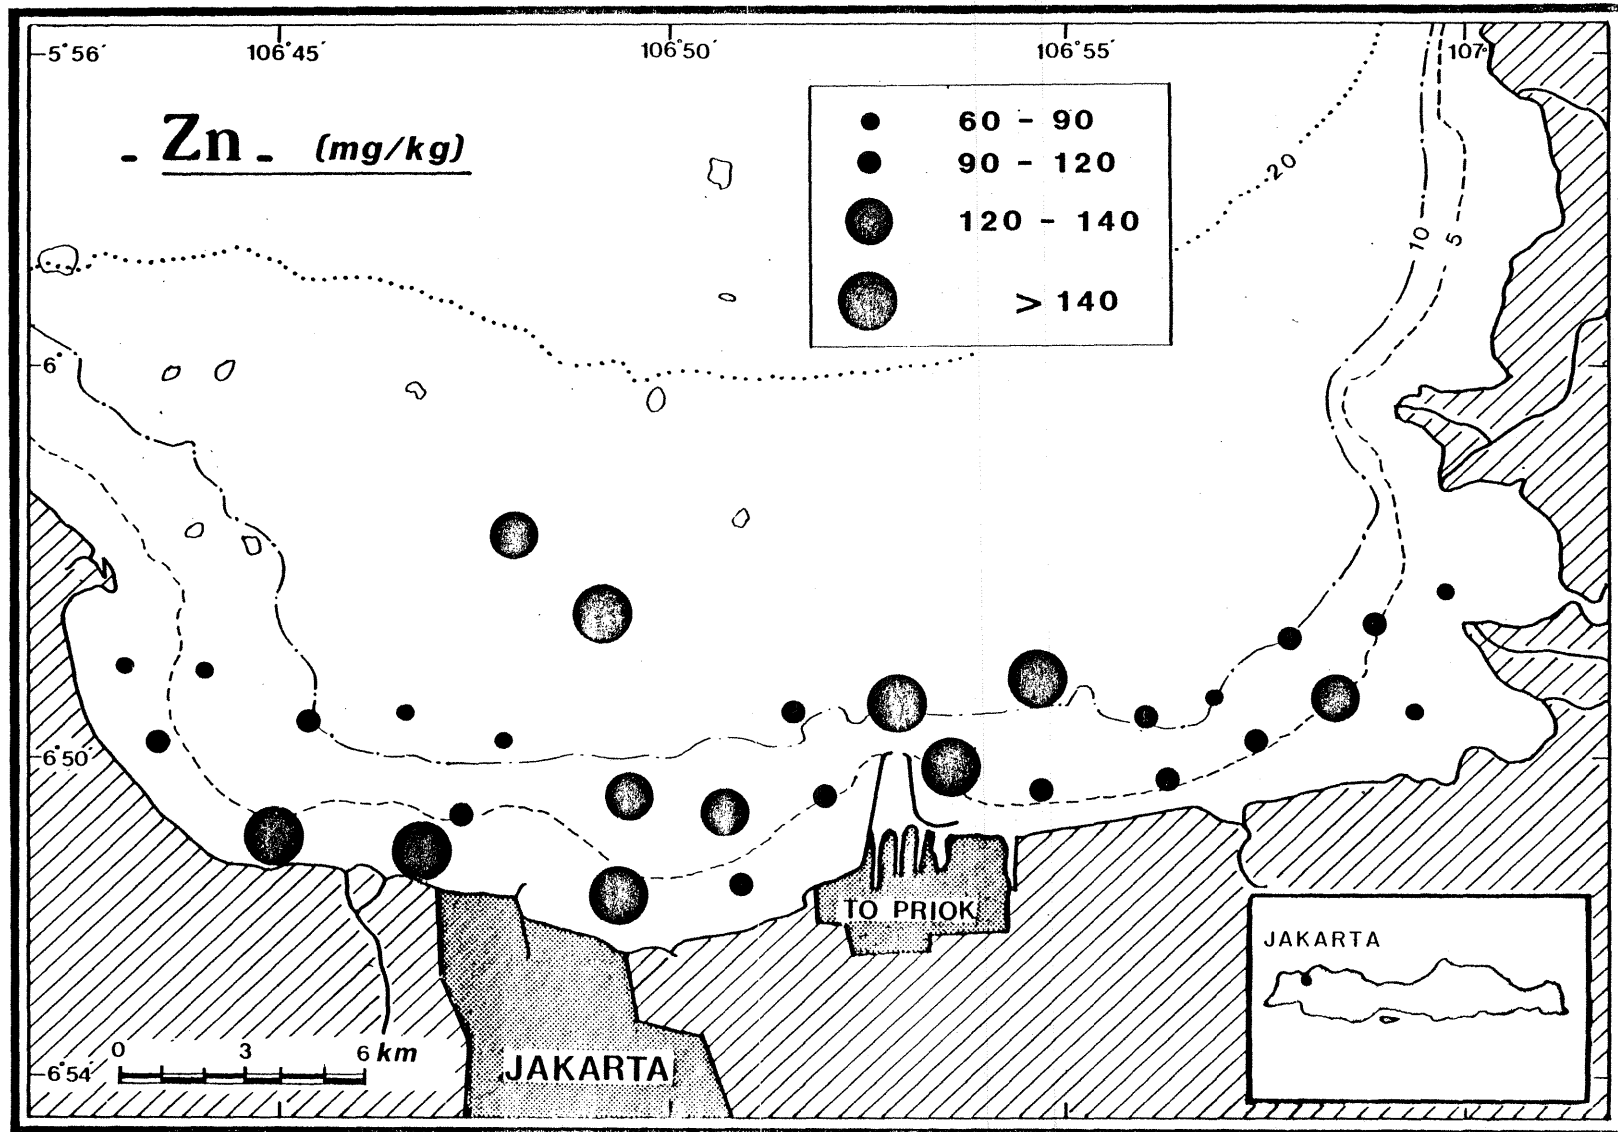 5°56′
106°45′
106°50′
106°55′
107°
- Zn - (mg/kg)
60 - 90
90 - 120
120 - 140
> 140
20
10
5
6°
6°50′
TO PRIOK
JAKARTA
0 3 6 km
6°54′
JAKARTA